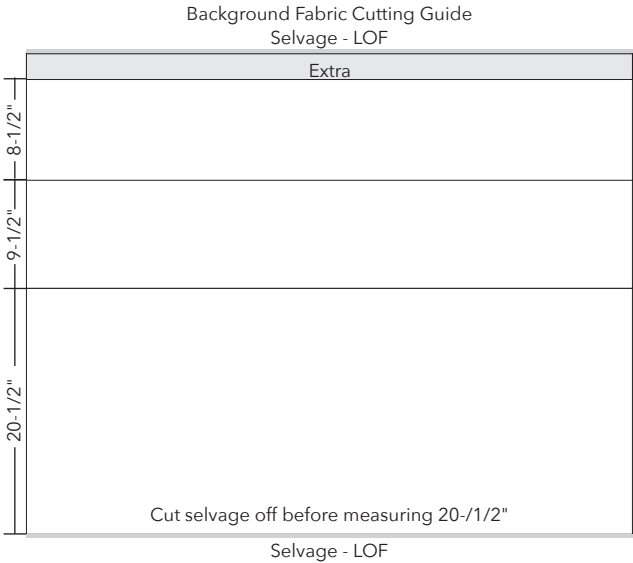 Background Fabric Cutting Guide
Selvage - LOF
Extra
8-1/2"
9-1/2"
20-1/2"
Cut selvage off before measuring 20-/1/2"
Selvage - LOF